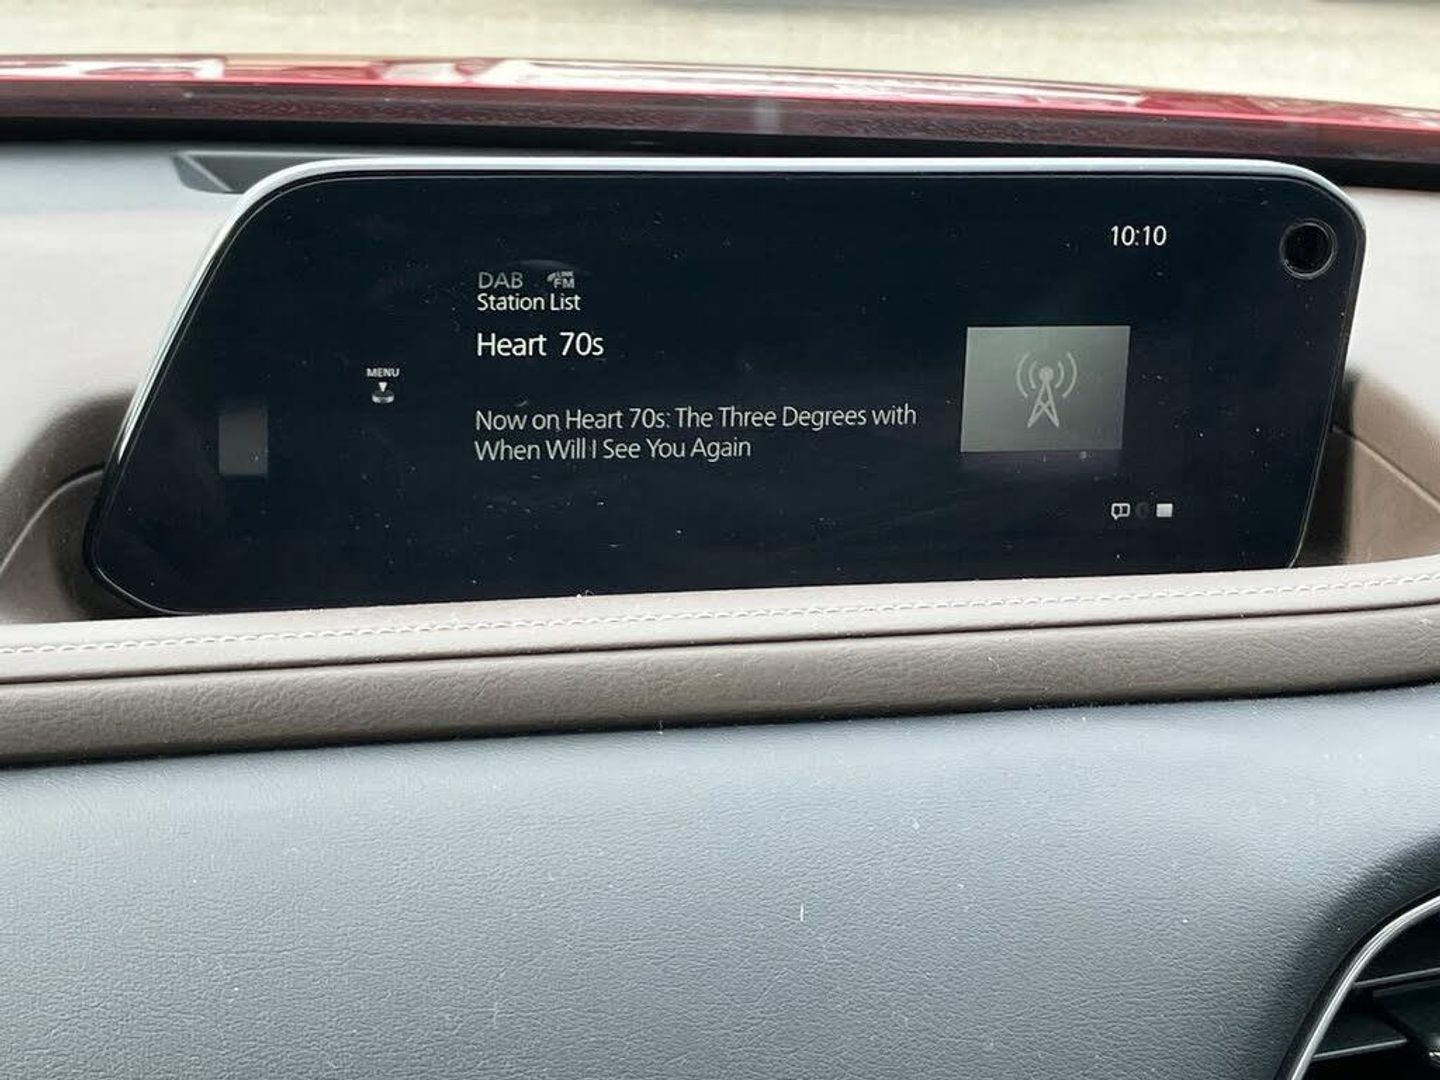 10:10
DAB LINK FM
Station List
Heart 70s
MENU
Now on Heart 70s: The Three Degrees with
When Will I See You Again